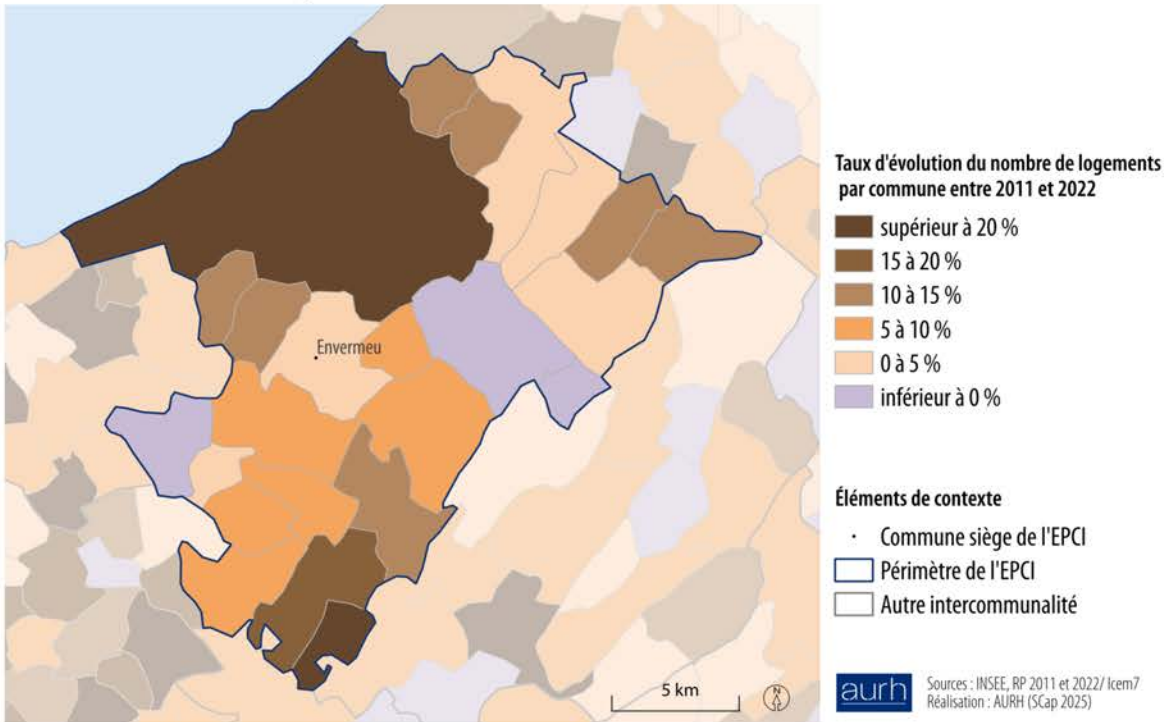 Envermeu
5 km
Taux d'évolution du nombre de logements
par commune entre 2011 et 2022
supérieur à 20 %
15 à 20 %
10 à 15 %
5 à 10 %
0 à 5 %
inférieur à 0 %
Éléments de contexte
Commune siège de l'EPCI
Périmètre de l'EPCI
Autre intercommunalité
aurh
Sources : INSEE, RP 2011 et 2022/ Icem7
Réalisation : AURH (SCap 2025)